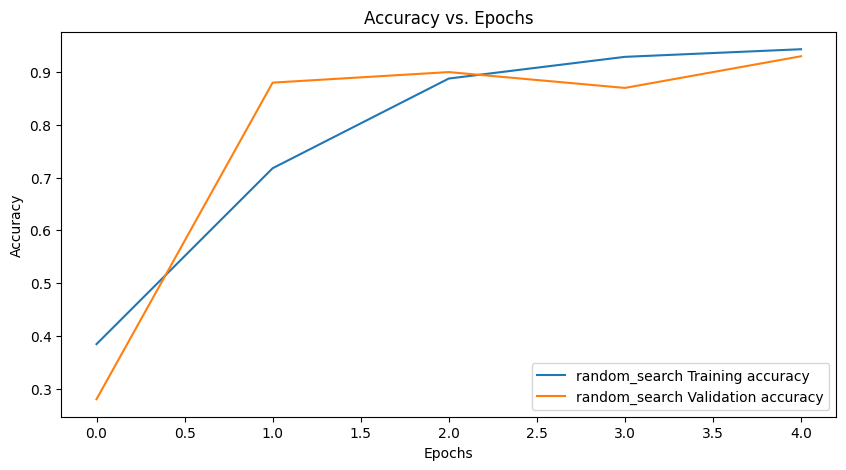 Accuracy vs. Epochs
Accuracy
0.9
0.8
0.7
0.6
0.5
0.4
0.3
random_search Training accuracy
random_search Validation accuracy
0.0 0.5 1.0 1.5 2.0 2.5 3.0 3.5 4.0
Epochs